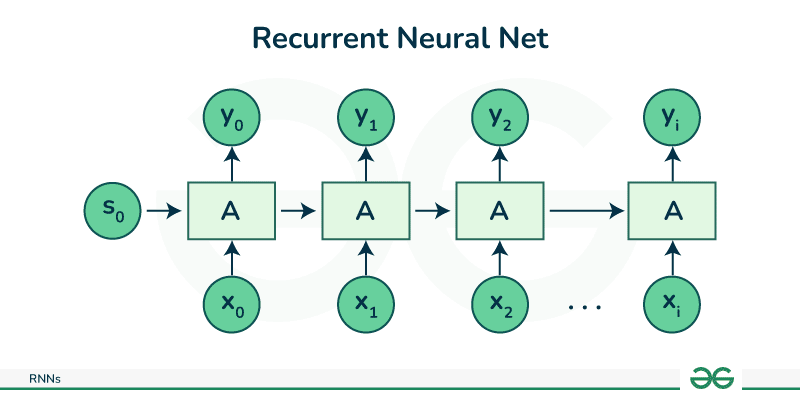 Recurrent Neural Net
y0 y1 y2 yi
s0 A A A A
x0 x1 x2 ... xi
RNNs